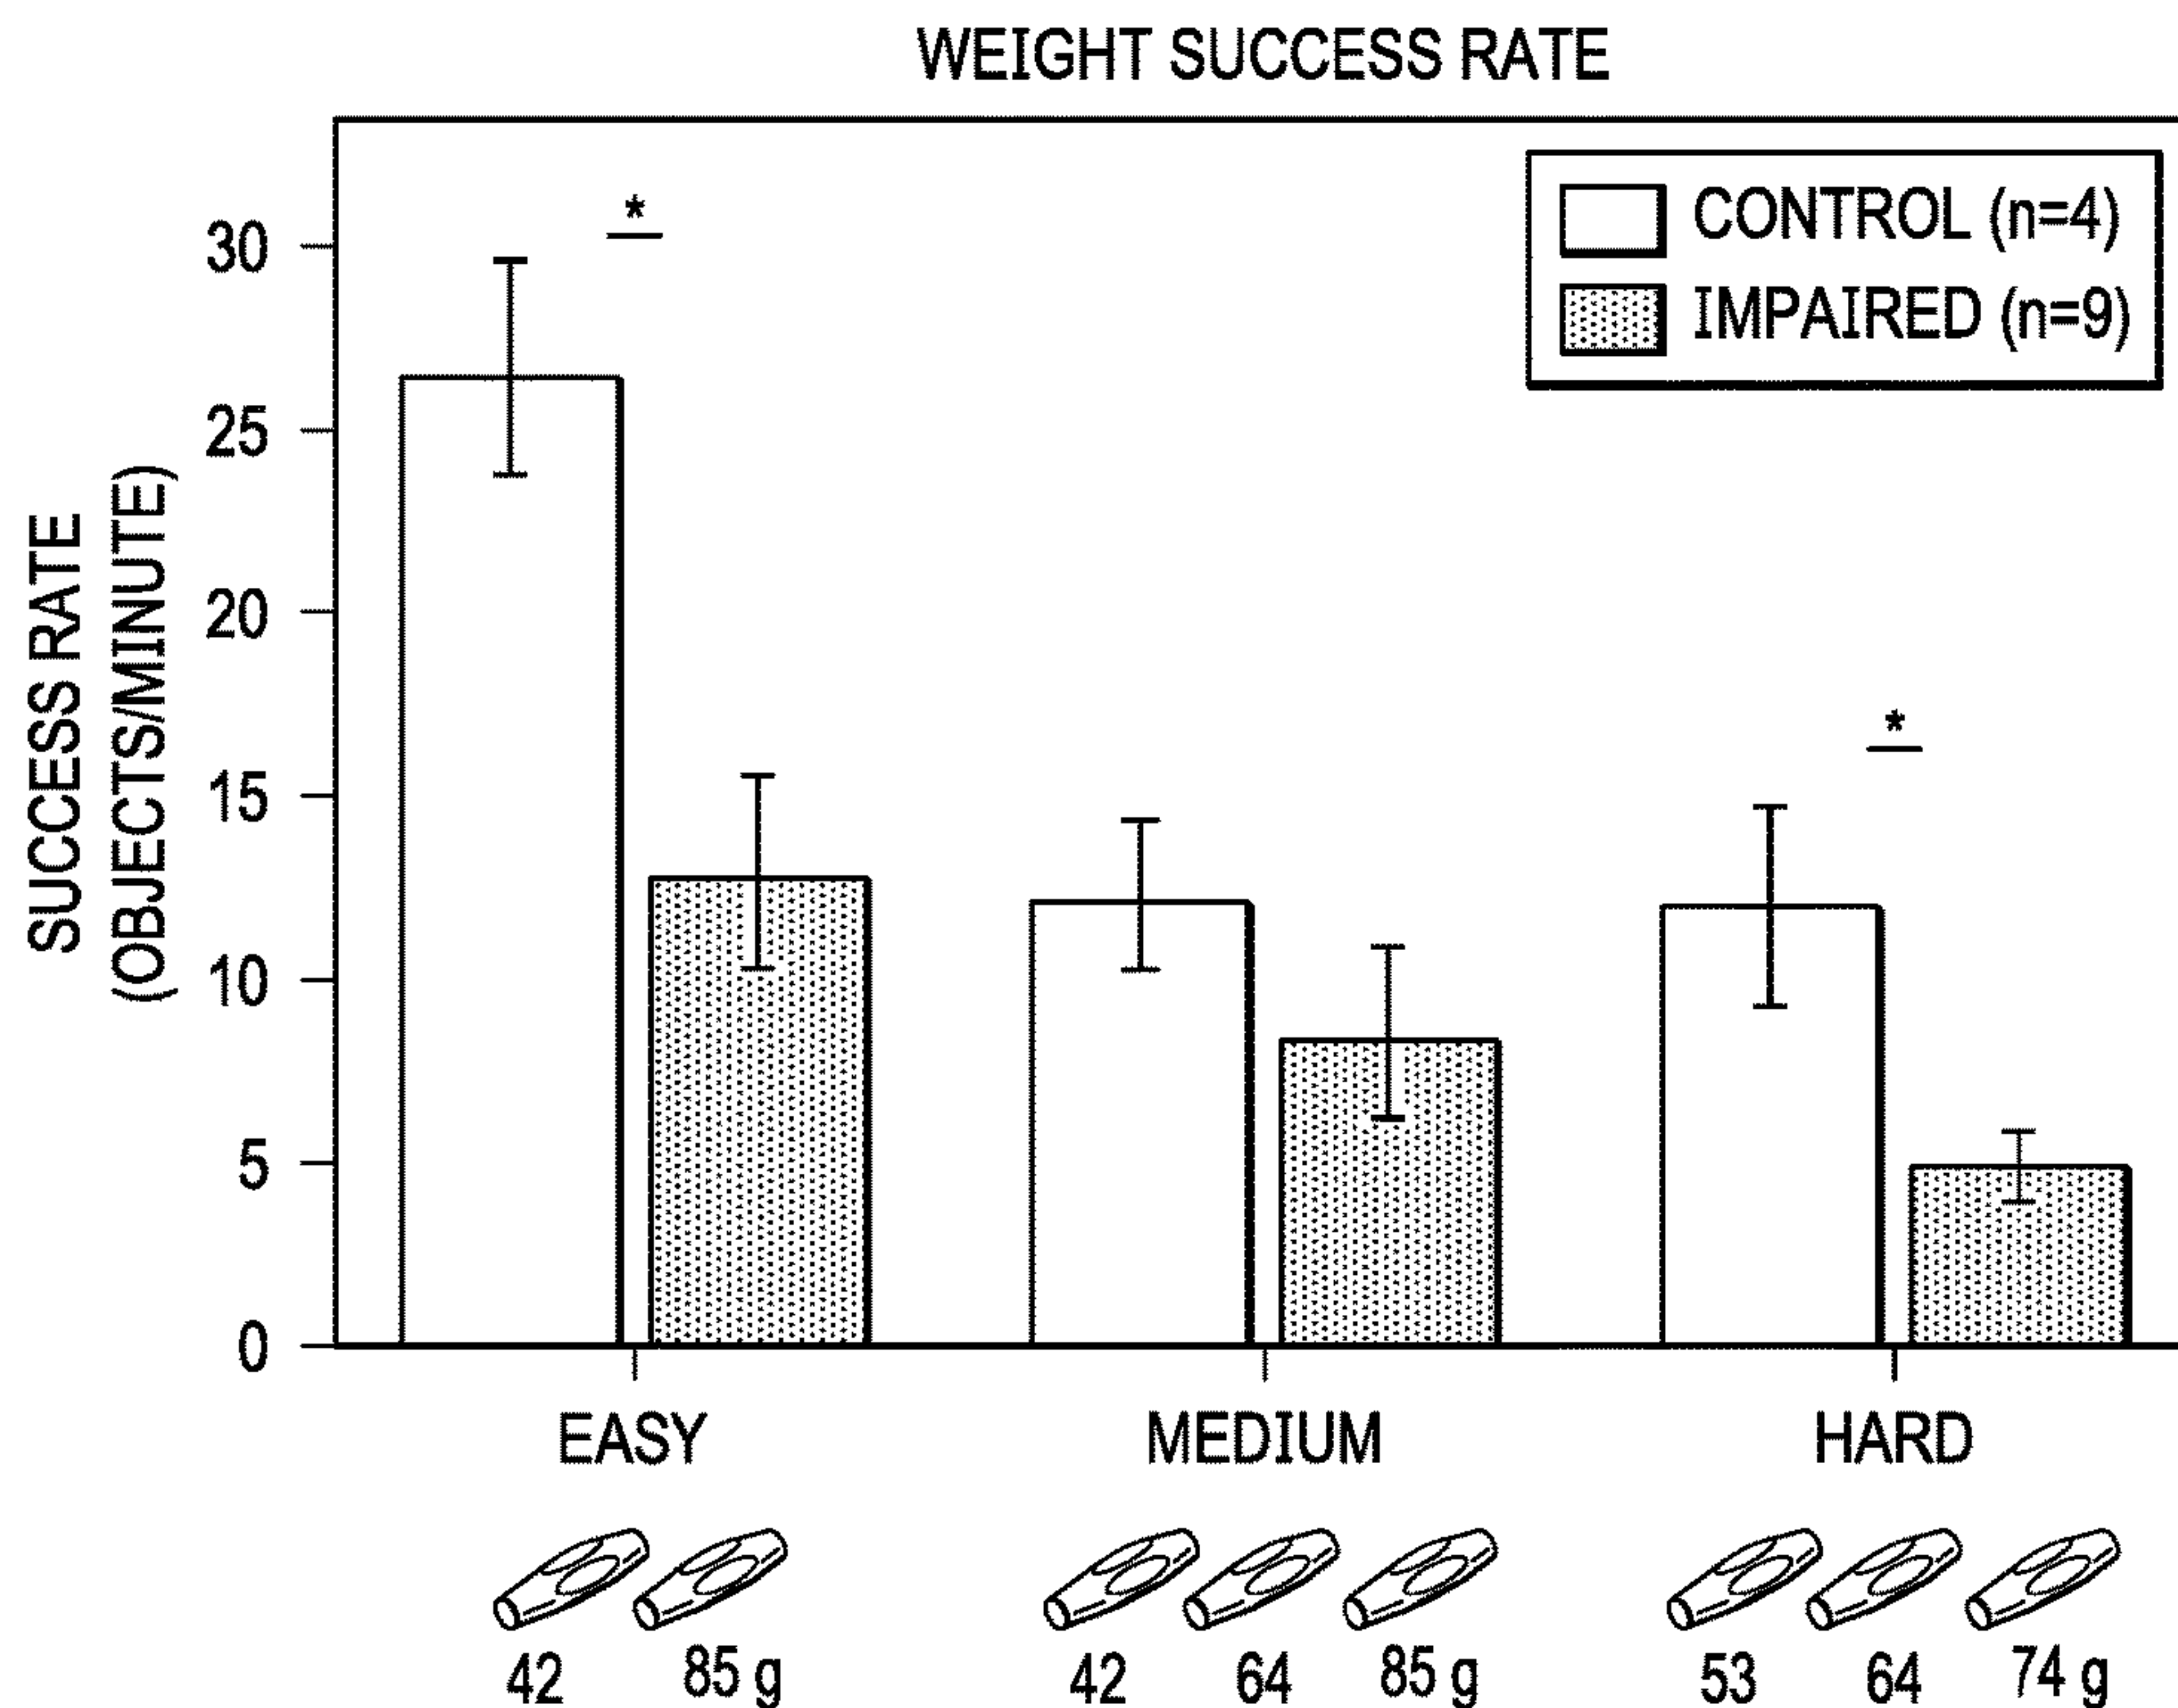 WEIGHT SUCCESS RATE
*
CONTROL (n=4)
IMPAIRED (n=9)
*
SUCCESS RATE
(OBJECTS/MINUTE)
30
25
20
15
10
5
0
EASY MEDIUM HARD
42 85 g 42 64 85 g 53 64 74 g